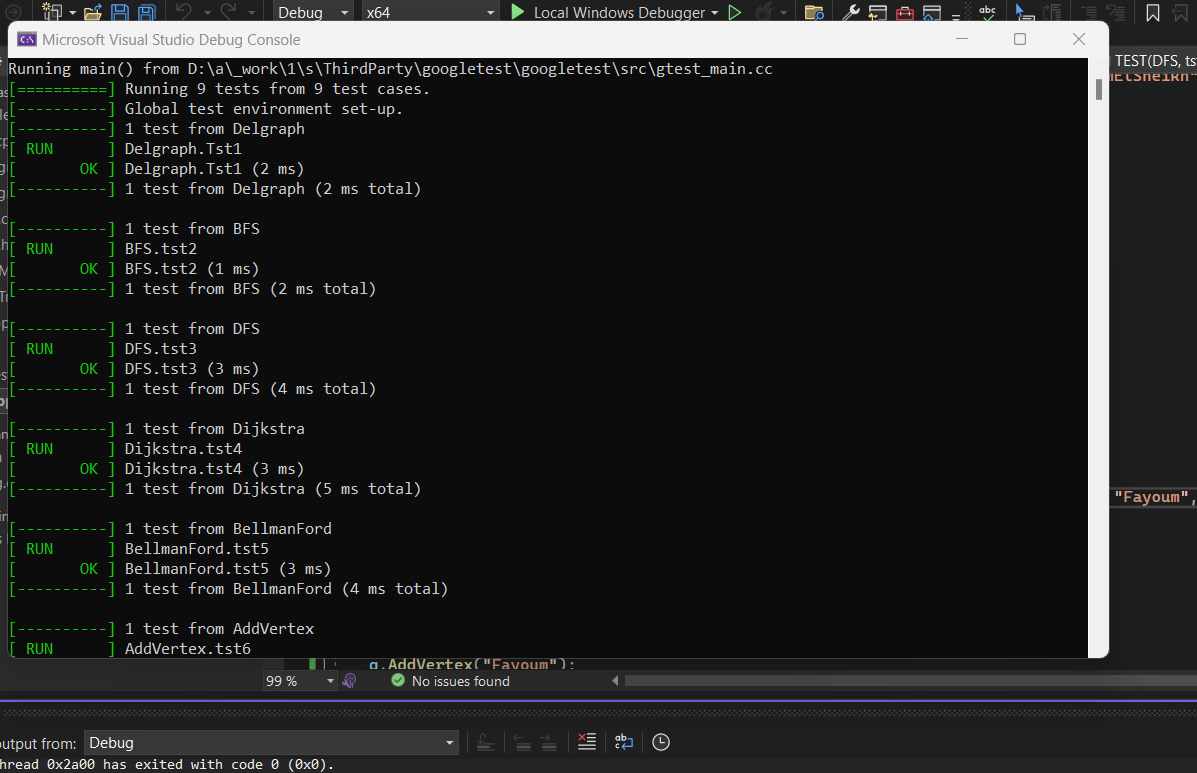 Debug x64 Local Windows Debugger
Microsoft Visual Studio Debug Console
TEST(DFS, ts
Running main() from D:\a\_work\1\s\ThirdParty\googletest\googletest\src\gtest_main.cc
[==========] Running 9 tests from 9 test cases.
[----------] Global test environment set-up.
[----------] 1 test from Delgraph
[ RUN      ] Delgraph.Tst1
[       OK ] Delgraph.Tst1 (2 ms)
[----------] 1 test from Delgraph (2 ms total)
[----------] 1 test from BFS
[ RUN      ] BFS.tst2
[       OK ] BFS.tst2 (1 ms)
[----------] 1 test from BFS (2 ms total)
[----------] 1 test from DFS
[ RUN      ] DFS.tst3
[       OK ] DFS.tst3 (3 ms)
[----------] 1 test from DFS (4 ms total)
[----------] 1 test from Dijkstra
[ RUN      ] Dijkstra.tst4
[       OK ] Dijkstra.tst4 (3 ms)
[----------] 1 test from Dijkstra (5 ms total)
"Fayoum",
[----------] 1 test from BellmanFord
[ RUN      ] BellmanFord.tst5
[       OK ] BellmanFord.tst5 (3 ms)
[----------] 1 test from BellmanFord (4 ms total)
[----------] 1 test from AddVertex
[ RUN      ] AddVertex.tst6
g.AddVertex("Fayoum");
99 % No issues found
output from: Debug
hread 0x2a00 has exited with code 0 (0x0).